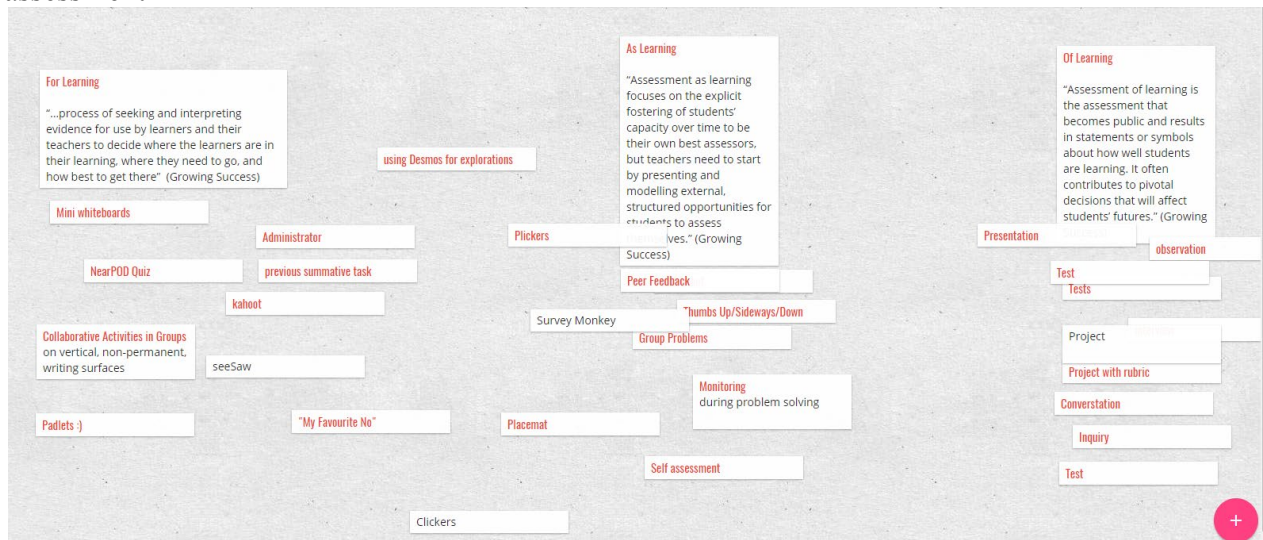 For Learning
“...process of seeking and interpreting
evidence for use by learners and their
teachers to decide where the learners are in
their learning, where they need to go, and
how best to get there” (Growing Success)
Mini whiteboards
Administrator
NearPOD Quiz
previous summative task
kahoot
Collaborative Activities in Groups
on vertical, non-permanent,
writing surfaces
seeSaw
Padlets :)
"My Favourite No"
using Desmos for explorations
As Learning
“Assessment as learning
focuses on the explicit
fostering of students’
capacity over time to be
their own best assessors,
but teachers need to start
by presenting and
modelling external,
structured opportunities for
students to assess
ves.” (Growing
Success)
Plickers
Peer Feedback
Thumbs Up/Sideways/Down
Survey Monkey
Group Problems
Monitoring
during problem solving
Placemat
Self assessment
Clickers
Of Learning
“Assessment of learning is
the assessment that
becomes public and results
in statements or symbols
about how well students
are learning. It often
contributes to pivotal
decisions that will affect
students’ futures.” (Growing
Presentation
observation
Test
Tests
Project
Project with rubric
Converstation
Inquiry
Test
+